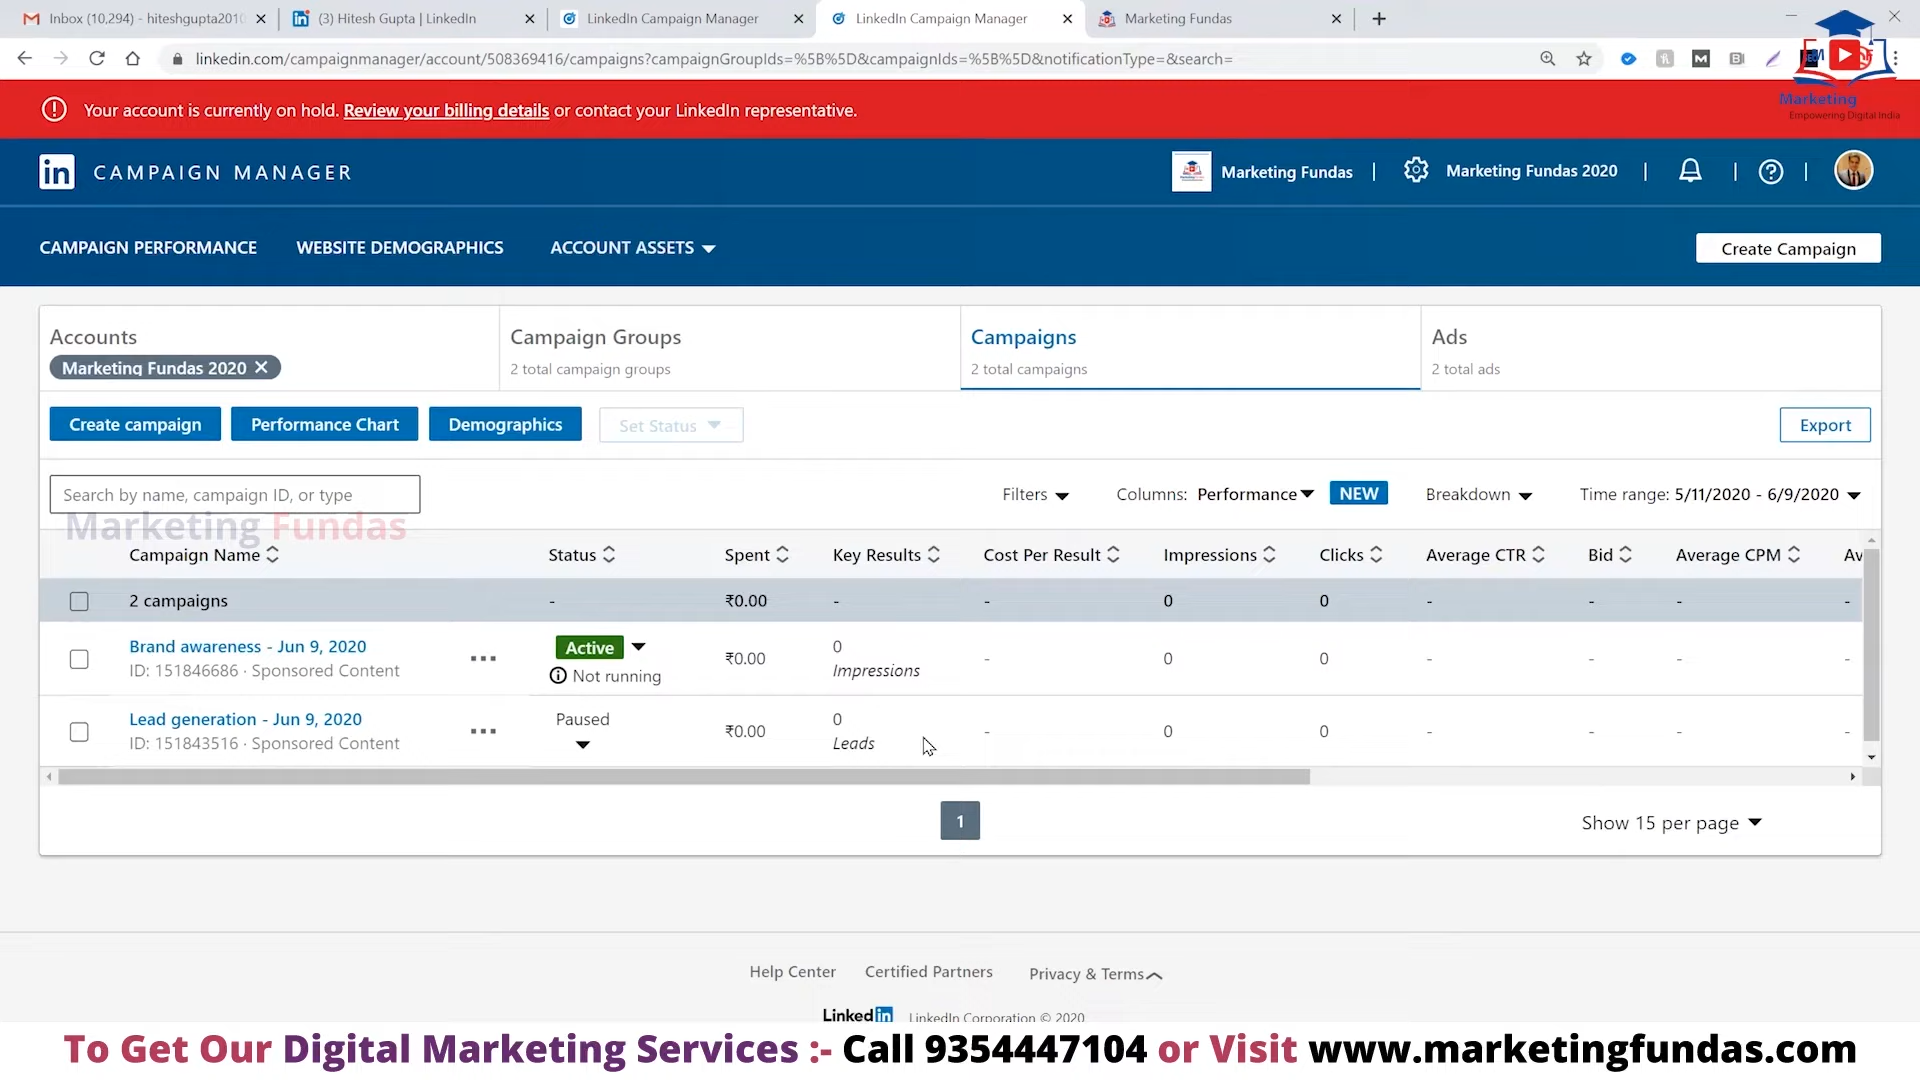 Inbox (10,294) - hiteshgupta2010
(3) Hitesh Gupta | LinkedIn
LinkedIn Campaign Manager
LinkedIn Campaign Manager
Marketing Fundas
linkedin.com/campaignmanager/account/508369416/campaigns?campaignGroupIds=%5B%5D&campaignIds=%5B%5D&notificationType=&search=
Marketing
Empowering Digital India
Your account is currently on hold. Review your billing details or contact your LinkedIn representative.
in CAMPAIGN MANAGER
Marketing Fundas
Marketing Fundas 2020
CAMPAIGN PERFORMANCE
WEBSITE DEMOGRAPHICS
ACCOUNT ASSETS
Create Campaign
Accounts
Marketing Fundas 2020
Campaign Groups
2 total campaign groups
Campaigns
2 total campaigns
Ads
2 total ads
Create campaign
Performance Chart
Demographics
Set Status
Export
Search by name, campaign ID, or type
Filters
Columns: Performance
NEW
Breakdown
Time range: 5/11/2020 - 6/9/2020
Marketing Fundas
Campaign Name Status Spent Key Results Cost Per Result Impressions Clicks Average CTR Bid Average CPM Av
2 campaigns - ₹0.00 - - 0 0 - - - -
Brand awareness - Jun 9, 2020
ID: 151846686 · Sponsored Content
Active
Not running
₹0.00
0
Impressions
- 0 0 - - - -
Lead generation - Jun 9, 2020
ID: 151843516 · Sponsored Content
Paused
₹0.00
0
Leads
- 0 0 - - - -
1
Show 15 per page
Help Center
Certified Partners
Privacy & Terms
Linked in LinkedIn Corporation © 2020
To Get Our Digital Marketing Services :- Call 9354447104 or Visit www.marketingfundas.com